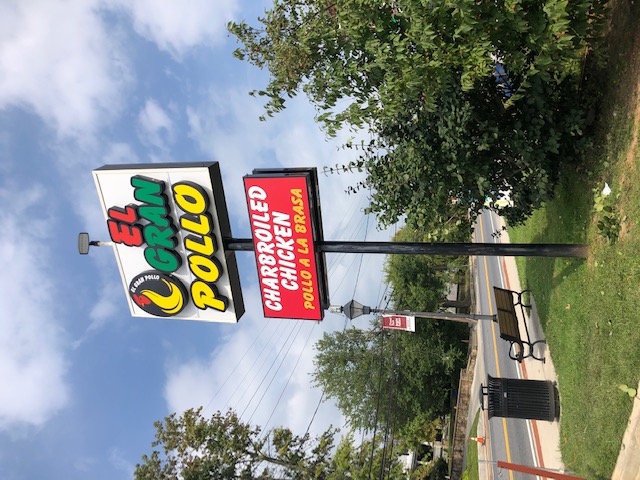 EL
GRAN
POLLO
EL GRAN POLLO
CHARBROILED
CHICKEN
POLLO A LA BRASA